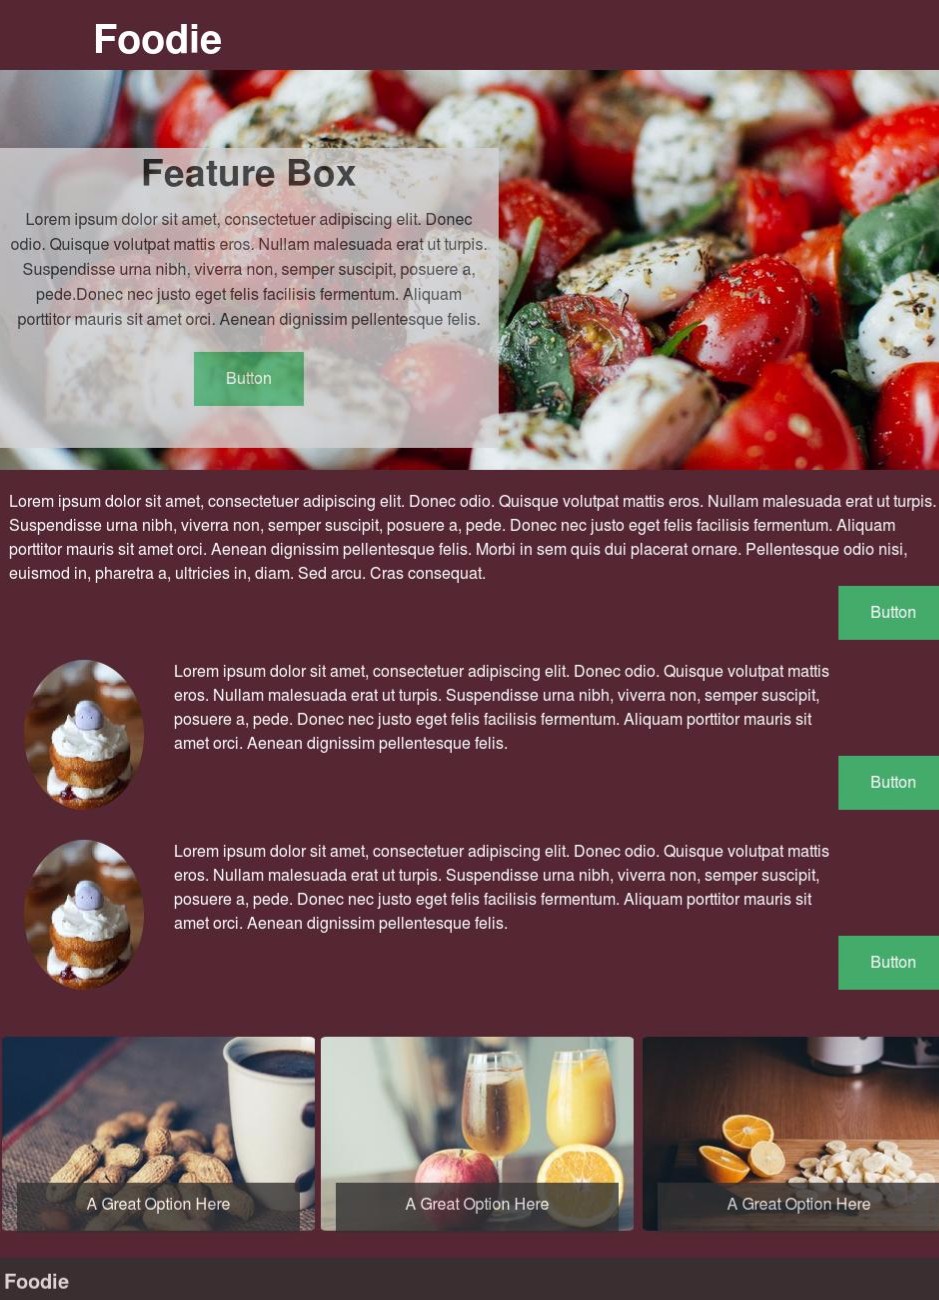 Foodie
Feature Box
Lorem ipsum dolor sit amet, consectetuer adipiscing elit. Donec
odio. Quisque volutpat mattis eros. Nullam malesuada erat ut turpis.
Suspendisse urna nibh, viverra non, semper suscipit, posuere a,
pede.Donec nec justo eget felis facilisis fermentum. Aliquam
porttitor mauris sit amet orci. Aenean dignissim pellentesque felis.
Button
Lorem ipsum dolor sit amet, consectetuer adipiscing elit. Donec odio. Quisque volutpat mattis eros. Nullam malesuada erat ut turpis.
Suspendisse urna nibh, viverra non, semper suscipit, posuere a, pede. Donec nec justo eget felis facilisis fermentum. Aliquam
porttitor mauris sit amet orci. Aenean dignissim pellentesque felis. Morbi in sem quis dui placerat ornare. Pellentesque odio nisi,
euismod in, pharetra a, ultricies in, diam. Sed arcu. Cras consequat.
Button
Lorem ipsum dolor sit amet, consectetuer adipiscing elit. Donec odio. Quisque volutpat mattis
eros. Nullam malesuada erat ut turpis. Suspendisse urna nibh, viverra non, semper suscipit,
posuere a, pede. Donec nec justo eget felis facilisis fermentum. Aliquam porttitor mauris sit
amet orci. Aenean dignissim pellentesque felis.
Button
Lorem ipsum dolor sit amet, consectetuer adipiscing elit. Donec odio. Quisque volutpat mattis
eros. Nullam malesuada erat ut turpis. Suspendisse urna nibh, viverra non, semper suscipit,
posuere a, pede. Donec nec justo eget felis facilisis fermentum. Aliquam porttitor mauris sit
amet orci. Aenean dignissim pellentesque felis.
Button
A Great Option Here
A Great Option Here
A Great Option Here
Foodie